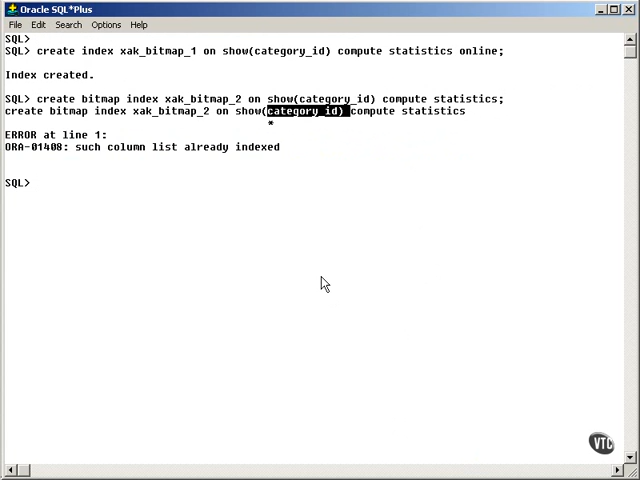 Oracle SQL*Plus
File Edit Search Options Help
SQL>
SQL> create index xak_bitmap_1 on show(category_id) compute statistics online;
Index created.
SQL> create bitmap index xak_bitmap_2 on show(category_id) compute statistics;
create bitmap index xak_bitmap_2 on show(category_id) compute statistics
*
ERROR at line 1:
ORA-01408: such column list already indexed
SQL>
VTC